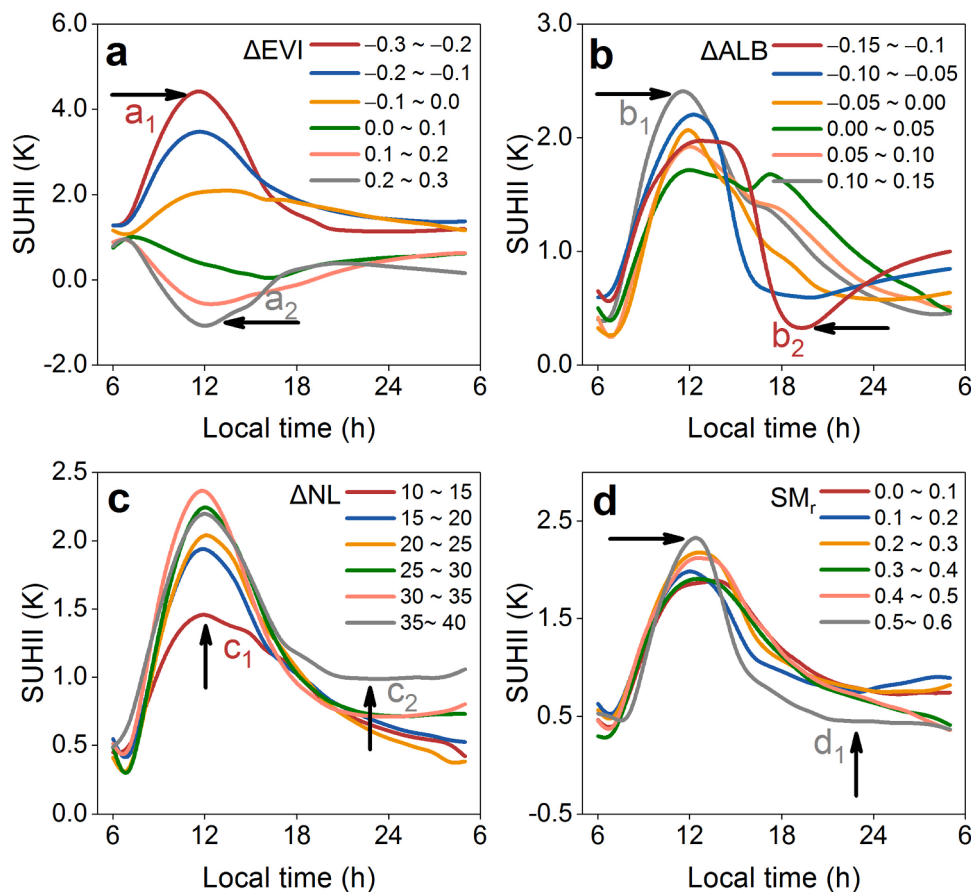 a
ΔEVI
−0.3 ~ −0.2
−0.2 ~ −0.1
−0.1 ~ 0.0
0.0 ~ 0.1
0.1 ~ 0.2
0.2 ~ 0.3
a1
a2
6.0
4.0
2.0
0.0
-2.0
SUHII (K)
6 12 18 24 6
Local time (h)
b
ΔALB
−0.15 ~ −0.1
−0.10 ~ −0.05
−0.05 ~ 0.00
0.00 ~ 0.05
0.05 ~ 0.10
0.10 ~ 0.15
b1
b2
3.0
2.0
1.0
0.0
SUHII (K)
6 12 18 24 6
Local time (h)
c
ΔNL
10 ~ 15
15 ~ 20
20 ~ 25
25 ~ 30
30 ~ 35
35~ 40
c1
c2
2.5
2.0
1.5
1.0
0.5
0.0
SUHII (K)
6 12 18 24 6
Local time (h)
d
SMr
0.0 ~ 0.1
0.1 ~ 0.2
0.2 ~ 0.3
0.3 ~ 0.4
0.4 ~ 0.5
0.5~ 0.6
d1
2.5
1.5
0.5
-0.5
SUHII (K)
6 12 18 24 6
Local time (h)